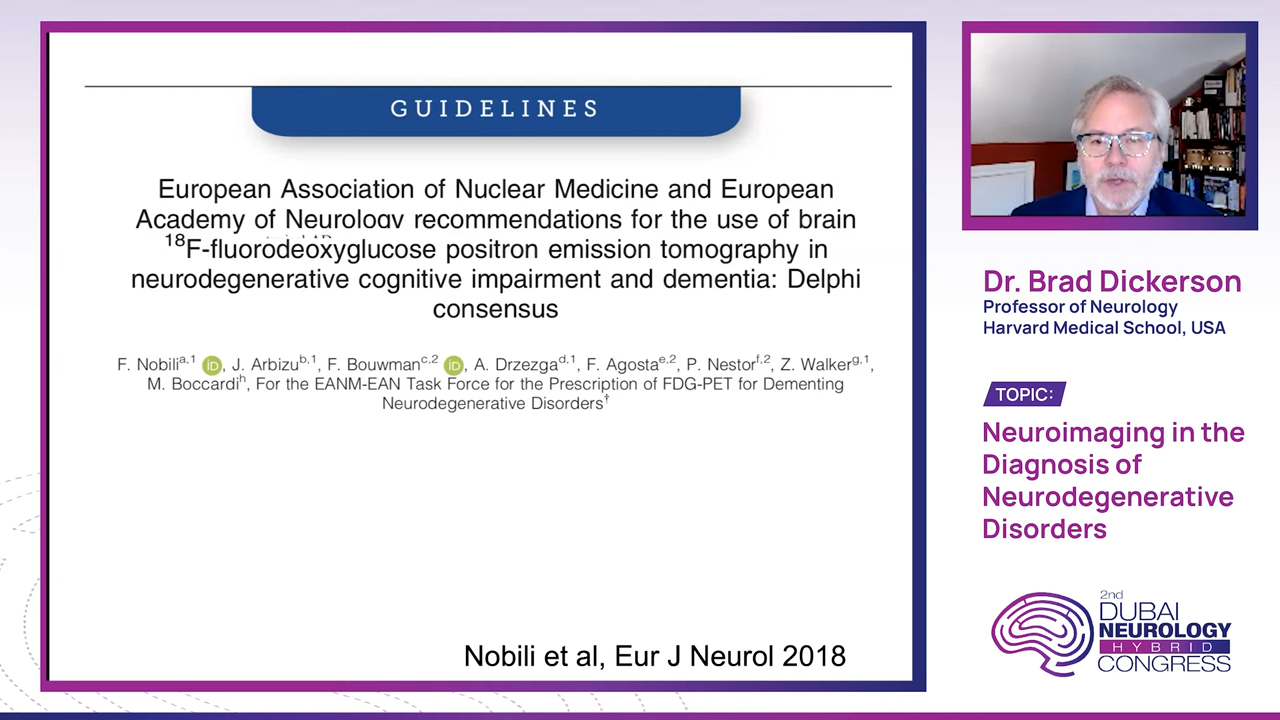 GUIDELINES
European Association of Nuclear Medicine and European
Academy of Neurology recommendations for the use of brain
18F-fluorodeoxyglucose positron emission tomography in
neurodegenerative cognitive impairment and dementia: Delphi
consensus
F. Nobilia,1 iD, J. Arbizub,1, F. Bouwmanc,2 iD, A. Drzezgad,1, F. Agostae,2, P. Nestorf,2, Z. Walkerg,1,
M. Boccardih, For the EANM-EAN Task Force for the Prescription of FDG-PET for Dementing
Neurodegenerative Disorders†
Nobili et al, Eur J Neurol 2018
Dr. Brad Dickerson
Professor of Neurology
Harvard Medical School, USA
TOPIC:
Neuroimaging in the
Diagnosis of
Neurodegenerative
Disorders
2nd
DUBAI
NEUROLOGY
HYBRID
CONGRESS